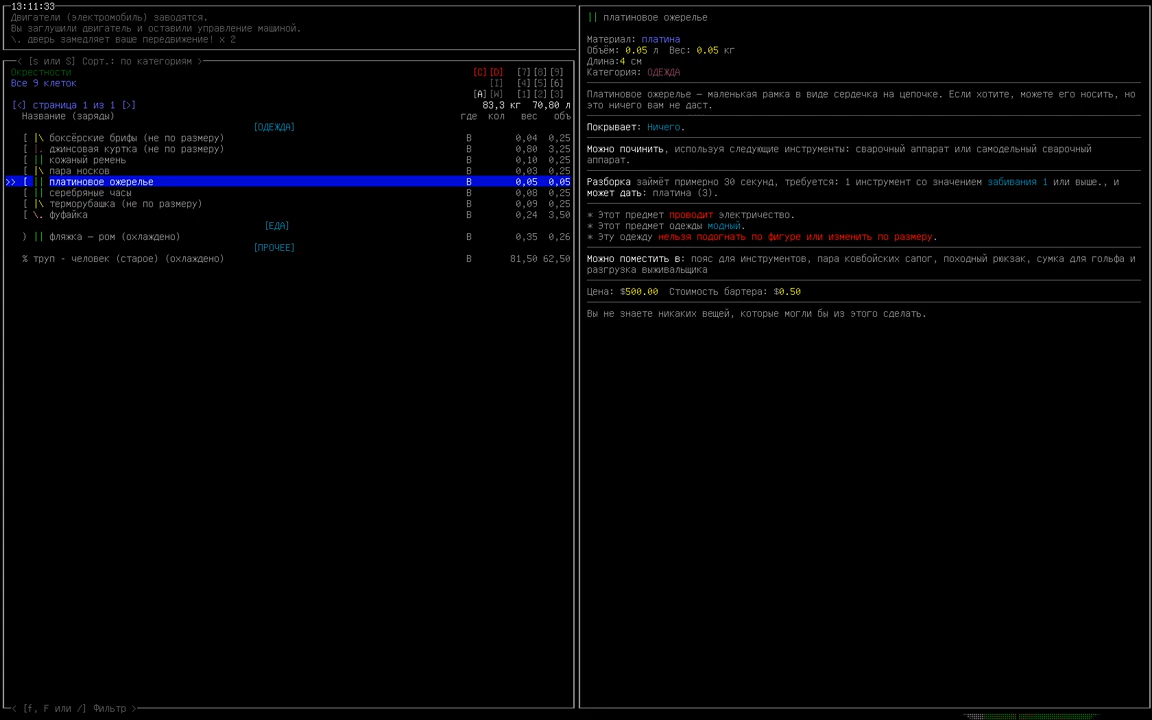 13:11:33
Двигатели (электромобиль) заводятся.
Вы заглушили двигатель и оставили управление машиной.
\. дверь замедляет ваше передвижение! x 2
< [s или S] Сорт.: по категориям >
Окрестности [C][D] [7][8][9]
Все 9 клеток [I] [4][5][6]
[A][W] [1][2][3]
[<] страница 1 из 1 [>] 83,3 кг 70,80 л
Название (заряды) где кол вес объ
[ОДЕЖДА]
[ |\ боксёрские брифы (не по размеру) В 0,04 0,25
[ |. джинсовая куртка (не по размеру) В 0,80 3,25
[ || кожаный ремень В 0,10 0,25
[ |\ пара носков В 0,03 0,25
>> [ || платиновое ожерелье В 0,05 0,05
[ || серебряные часы В 0,08 0,25
[ |\ терморубашка (не по размеру) В 0,09 0,25
[ \. фуфайка В 0,24 3,50
[ЕДА]
) || фляжка — ром (охлаждено) В 0,35 0,26
[ПРОЧЕЕ]
% труп - человек (старое) (охлаждено) В 81,50 62,50
< [f, F или /] Фильтр >
|| платиновое ожерелье
Материал: платина
Объём: 0.05 л Вес: 0.05 кг
Длина:4 см
Категория: ОДЕЖДА
Платиновое ожерелье — маленькая рамка в виде сердечка на цепочке. Если хотите, можете его носить, но
это ничего вам не даст.
Покрывает: Ничего.
Можно починить, используя следующие инструменты: сварочный аппарат или самодельный сварочный
аппарат.
Разборка займёт примерно 30 секунд, требуется: 1 инструмент со значением забивания 1 или выше., и
может дать: платина (3).
* Этот предмет проводит электричество.
* Этот предмет одежды модный.
* Эту одежду нельзя подогнать по фигуре или изменить по размеру.
Можно поместить в: пояс для инструментов, пара ковбойских сапог, походный рюкзак, сумка для гольфа и
разгрузка выживальщика
Цена: $500.00 Стоимость бартера: $0.50
Вы не знаете никаких вещей, которые могли бы из этого сделать.